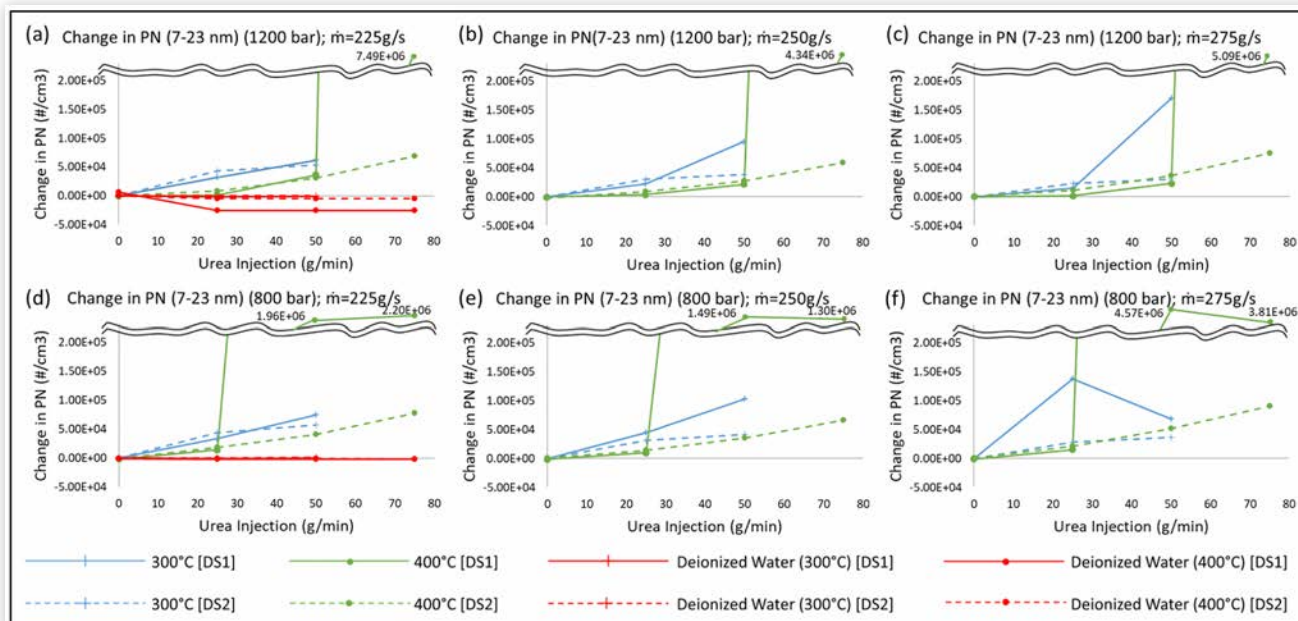 (a) Change in PN (7-23 nm) (1200 bar); ṁ=225g/s
7.49E+06
2.00E+05
1.50E+05
1.00E+05
5.00E+04
0.00E+00
-5.00E+04
Change in PN (#/cm3)
0 10 20 30 40 50 60 70 80
Urea Injection (g/min)
(b) Change in PN(7-23 nm) (1200 bar); ṁ=250g/s
4.34E+06
2.00E+05
1.50E+05
1.00E+05
5.00E+04
0.00E+00
-5.00E+04
Change in PN (#/cm3)
0 10 20 30 40 50 60 70 80
Urea Injection (g/min)
(c) Change in PN (7-23 nm) (1200 bar); ṁ=275g/s
5.09E+06
2.00E+05
1.50E+05
1.00E+05
5.00E+04
0.00E+00
-5.00E+04
Change in PN (#/cm3)
0 10 20 30 40 50 60 70 80
Urea Injection (g/min)
(d) Change in PN (7-23 nm) (800 bar); ṁ=225g/s
1.96E+06
2.20E+06
2.00E+05
1.50E+05
1.00E+05
5.00E+04
0.00E+00
-5.00E+04
Change in PN (#/cm3)
0 10 20 30 40 50 60 70 80
Urea Injection (g/min)
(e) Change in PN (7-23 nm) (800 bar); ṁ=250g/s
1.49E+06
1.30E+06
2.00E+05
1.50E+05
1.00E+05
5.00E+04
0.00E+00
-5.00E+04
Change in PN (#/cm3)
0 10 20 30 40 50 60 70 80
Urea Injection (g/min)
(f) Change in PN (7-23 nm) (800 bar); ṁ=275g/s
4.57E+06
3.81E+06
2.00E+05
1.50E+05
1.00E+05
5.00E+04
0.00E+00
-5.00E+04
Change in PN (#/cm3)
0 10 20 30 40 50 60 70 80
Urea Injection (g/min)
300°C [DS1]
400°C [DS1]
Deionized Water (300°C) [DS1]
Deionized Water (400°C) [DS1]
300°C [DS2]
400°C [DS2]
Deionized Water (300°C) [DS2]
Deionized Water (400°C) [DS2]